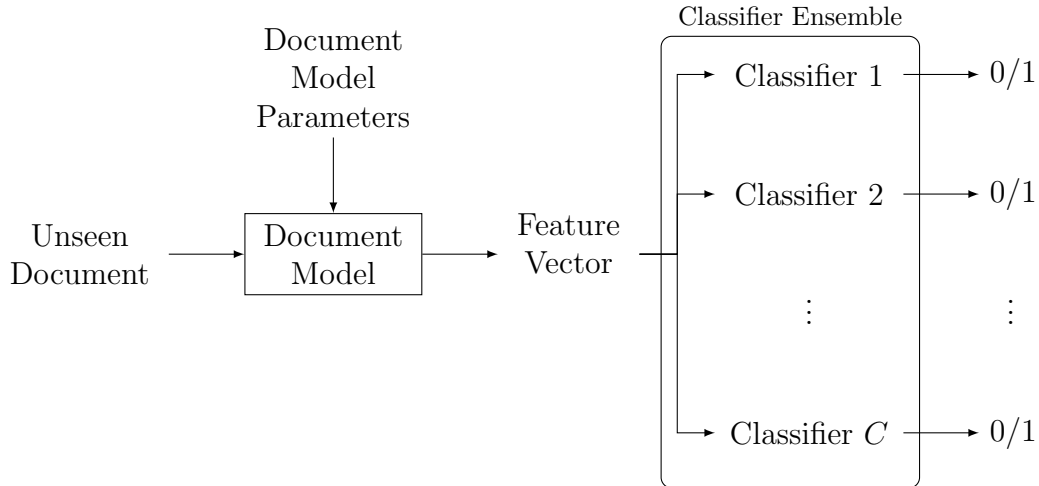 Classifier Ensemble
Document
Model
Parameters
Unseen
Document
Document
Model
Feature
Vector
Classifier 1
0/1
Classifier 2
0/1
⋮
⋮
Classifier C
0/1